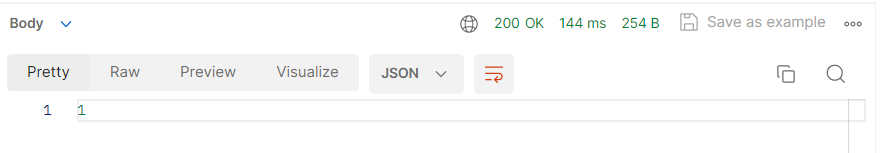 Body 200 OK 144 ms 254 B Save as example
Pretty Raw Preview Visualize JSON
1 1